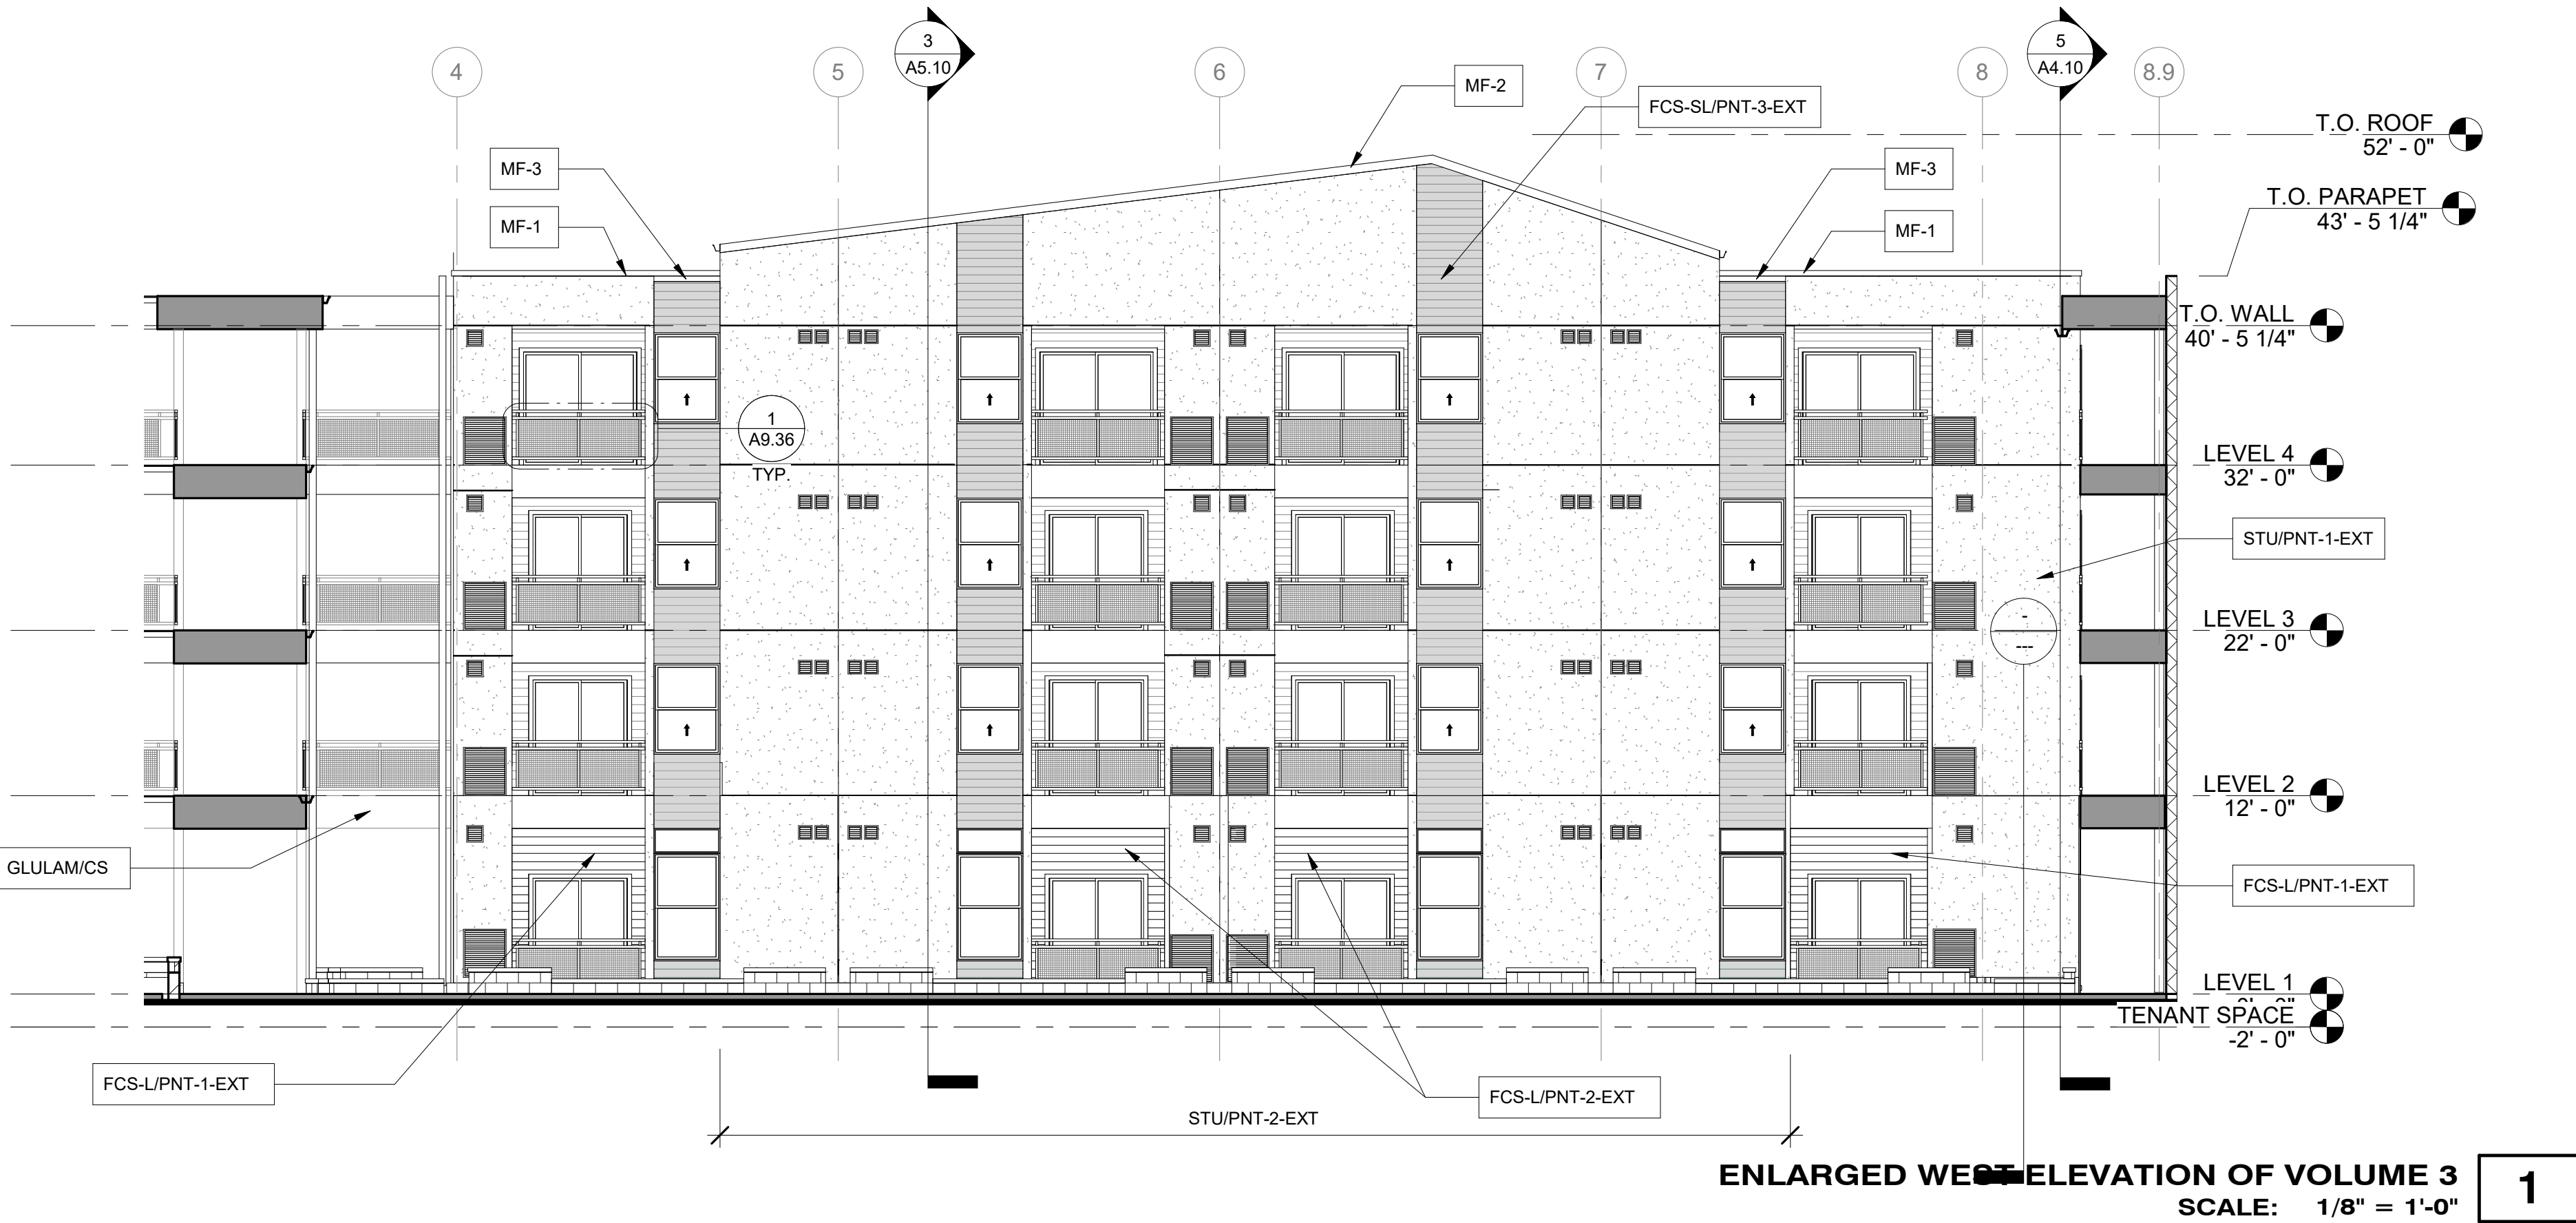 3
A5.10
5
A4.10
4
5
6
7
8
8.9
MF-2
FCS-SL/PNT-3-EXT
T.O. ROOF
52' - 0"
MF-3
MF-3
T.O. PARAPET
43' - 5 1/4"
MF-1
MF-1
T.O. WALL
40' - 5 1/4"
1
A9.36
TYP.
LEVEL 4
32' - 0"
STU/PNT-1-EXT
LEVEL 3
22' - 0"
-
---
LEVEL 2
12' - 0"
GLULAM/CS
FCS-L/PNT-1-EXT
LEVEL 1
TENANT SPACE
-2' - 0"
FCS-L/PNT-1-EXT
FCS-L/PNT-2-EXT
STU/PNT-2-EXT
ENLARGED WEST ELEVATION OF VOLUME 3
SCALE: 1/8" = 1'-0"
1